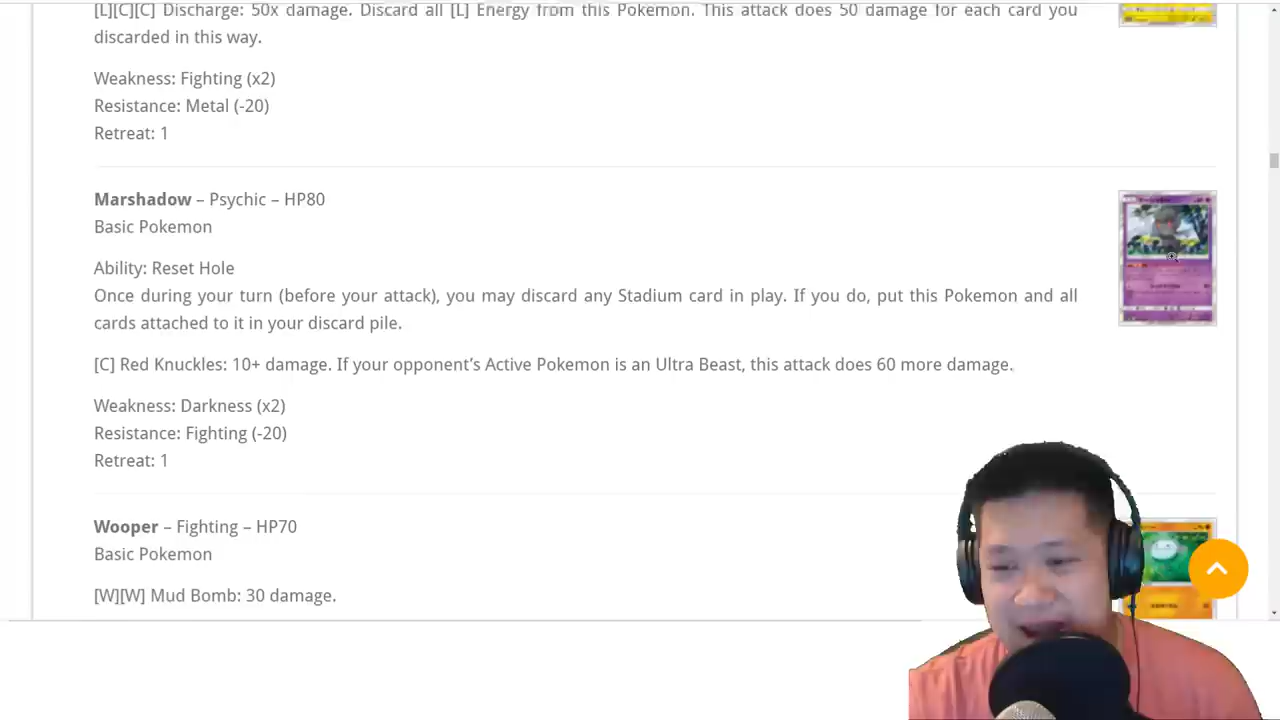 [L][C][C] Discharge: 50x damage. Discard all [L] Energy from this Pokemon. This attack does 50 damage for each card you
discarded in this way.
Weakness: Fighting (x2)
Resistance: Metal (-20)
Retreat: 1
Marshadow – Psychic – HP80
Basic Pokemon
Ability: Reset Hole
Once during your turn (before your attack), you may discard any Stadium card in play. If you do, put this Pokemon and all
cards attached to it in your discard pile.
[C] Red Knuckles: 10+ damage. If your opponent’s Active Pokemon is an Ultra Beast, this attack does 60 more damage.
Weakness: Darkness (x2)
Resistance: Fighting (-20)
Retreat: 1
Wooper – Fighting – HP70
Basic Pokemon
[W][W] Mud Bomb: 30 damage.